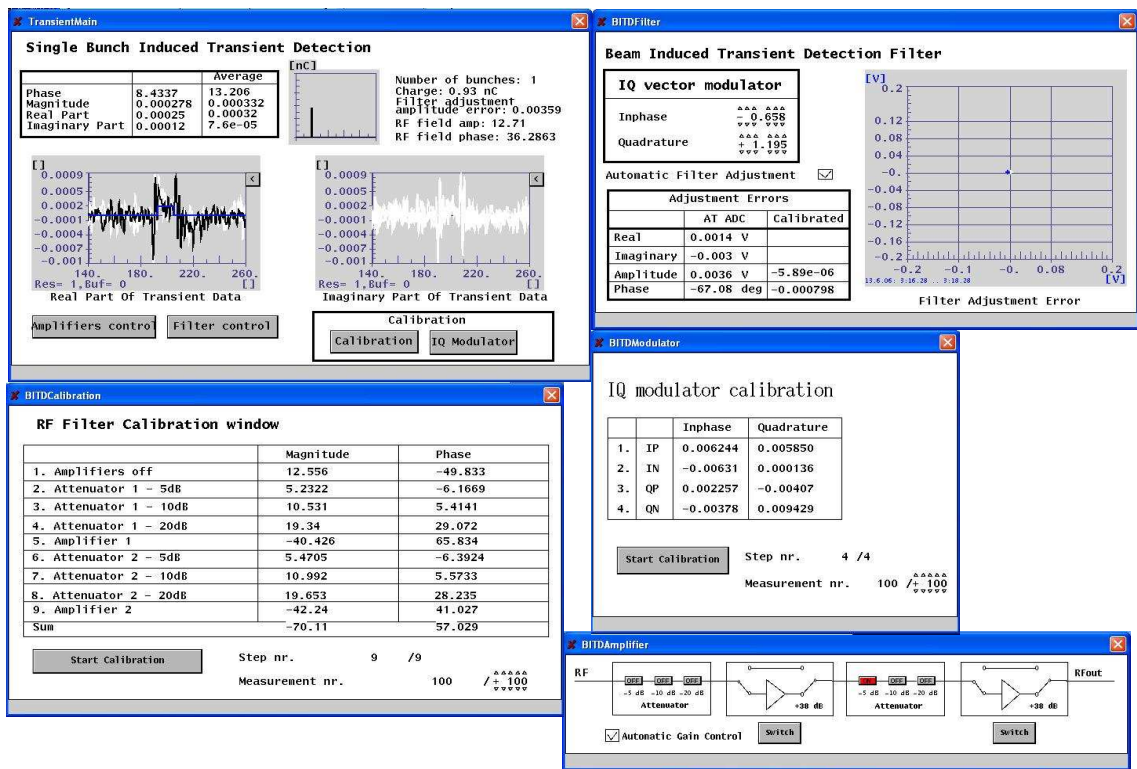 TransientMain
Single Bunch Induced Transient Detection
Average
Phase 8.4337 13.206
Magnitude 0.000278 0.000332
Real Part 0.00025 0.00032
Imaginary Part 0.00012 7.6e-05
[nC]
Number of bunches: 1
Charge: 0.93 nC
Filter adjustment
amplitude error: 0.00359
RF field amp: 12.71
RF field phase: 36.2863
[]
0.0009
0.0005
0.0002
-0.0001
-0.0004
-0.0007
-0.001
140. 180. 220. 260.
Res= 1,Buf= 0 []
Real Part Of Transient Data
[]
0.0009
0.0005
0.0002
-0.0001
-0.0004
-0.0007
-0.001
140. 180. 220. 260.
Res= 1,Buf= 0 []
Imaginary Part Of Transient Data
<
<
Amplifiers control
Filter control
Calibration
Calibration
IQ Modulator
BITDFilter
Beam Induced Transient Detection Filter
IQ vector modulator
Inphase - 0.658
Quadrature + 1.195
Automatic Filter Adjustment
Adjustment Errors
AT ADC Calibrated
Real 0.0014 V
Imaginary -0.003 V
Amplitude 0.0036 V -5.89e-06
Phase -67.08 deg -0.000798
[V]
0.2
0.12
0.08
0.04
-0.
-0.04
-0.08
-0.12
-0.16
-0.2
-0.2 -0.1 -0. 0.08 0.2
[V]
13.6.06: 9:16.28 .. 9:18.28
Filter Adjustment Error
BITDCalibration
RF Filter Calibration window
Magnitude Phase
1. Amplifiers off 12.556 -49.833
2. Attenuator 1 - 5dB 5.2322 -6.1669
3. Attenuator 1 - 10dB 10.531 5.4141
4. Attenuator 1 - 20dB 19.34 29.072
5. Amplifier 1 -40.426 65.834
6. Attenuator 2 - 5dB 5.4705 -6.3924
7. Attenuator 2 - 10dB 10.992 5.5733
8. Attenuator 2 - 20dB 19.653 28.235
9. Amplifier 2 -42.24 41.027
Sum -70.11 57.029
Start Calibration
Step nr. 9 /9
Measurement nr. 100 /+ 100
BITDModulator
IQ modulator calibration
Inphase Quadrature
1. IP 0.006244 0.005850
2. IN -0.00631 0.000136
3. QP 0.002257 -0.00407
4. QN -0.00378 0.009429
Start Calibration
Step nr. 4 /4
Measurement nr. 100 /+ 100
BITDAmplifier
RF
OFF OFF OFF
-5 dB -10 dB -20 dB
Attenuator
+38 dB
OFF OFF
-5 dB -10 dB -20 dB
Attenuator
+38 dB
RFout
Automatic Gain Control
Switch
Switch